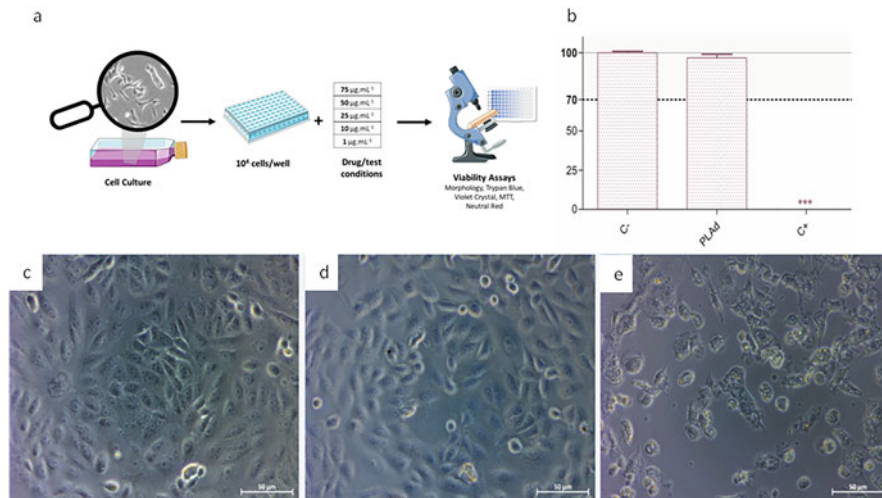 a
Cell Culture
10⁴ cells/well
75 µg.mL⁻¹
50 µg.mL⁻¹
25 µg.mL⁻¹
10 µg.mL⁻¹
1 µg.mL⁻¹
Drug/test
conditions
Viability Assays
Morphology, Trypan Blue,
Violet Crystal, MTT,
Neutral Red
b
100
70
50
25
0
***
C-
PLAd
C+
c
50 µm
d
50 µm
e
50 µm